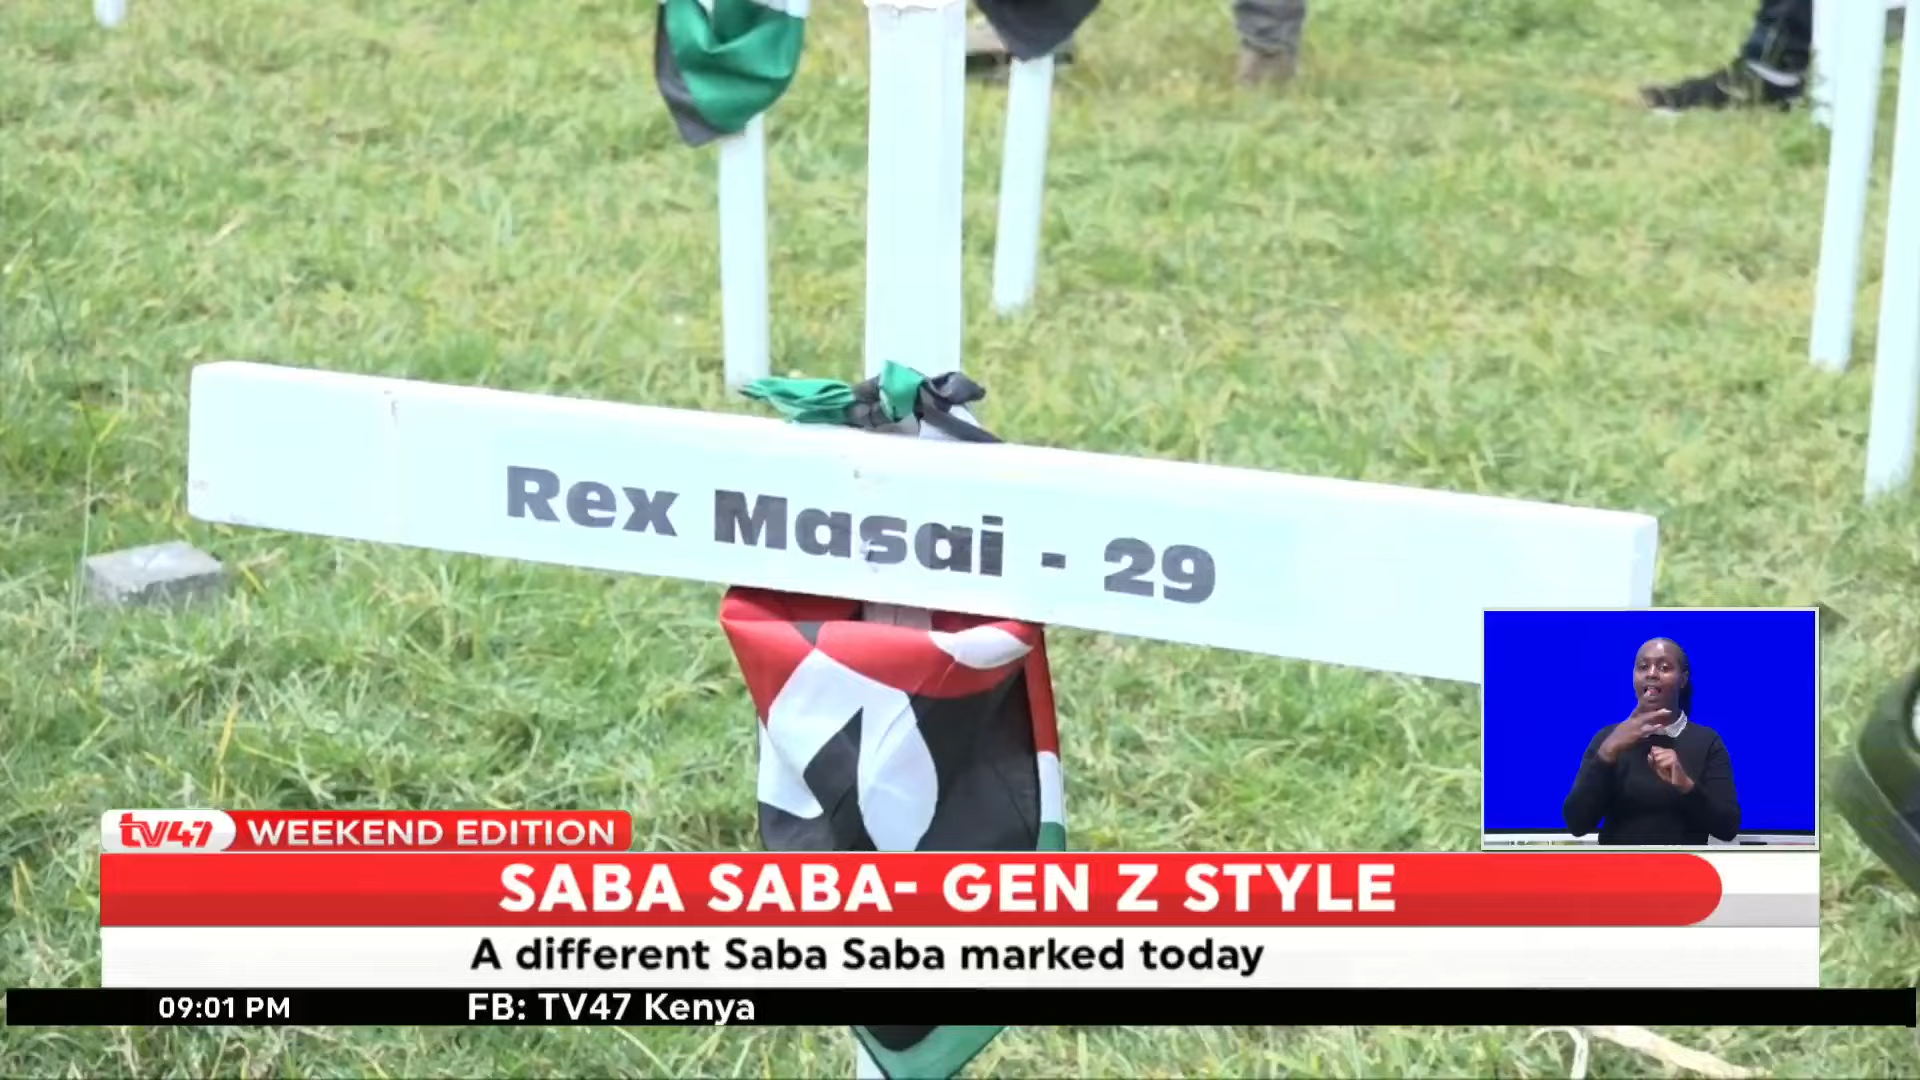 Rex Masai - 29
tv47 WEEKEND EDITION
SABA SABA- GEN Z STYLE
A different Saba Saba marked today
09:01 PM FB: TV47 Kenya